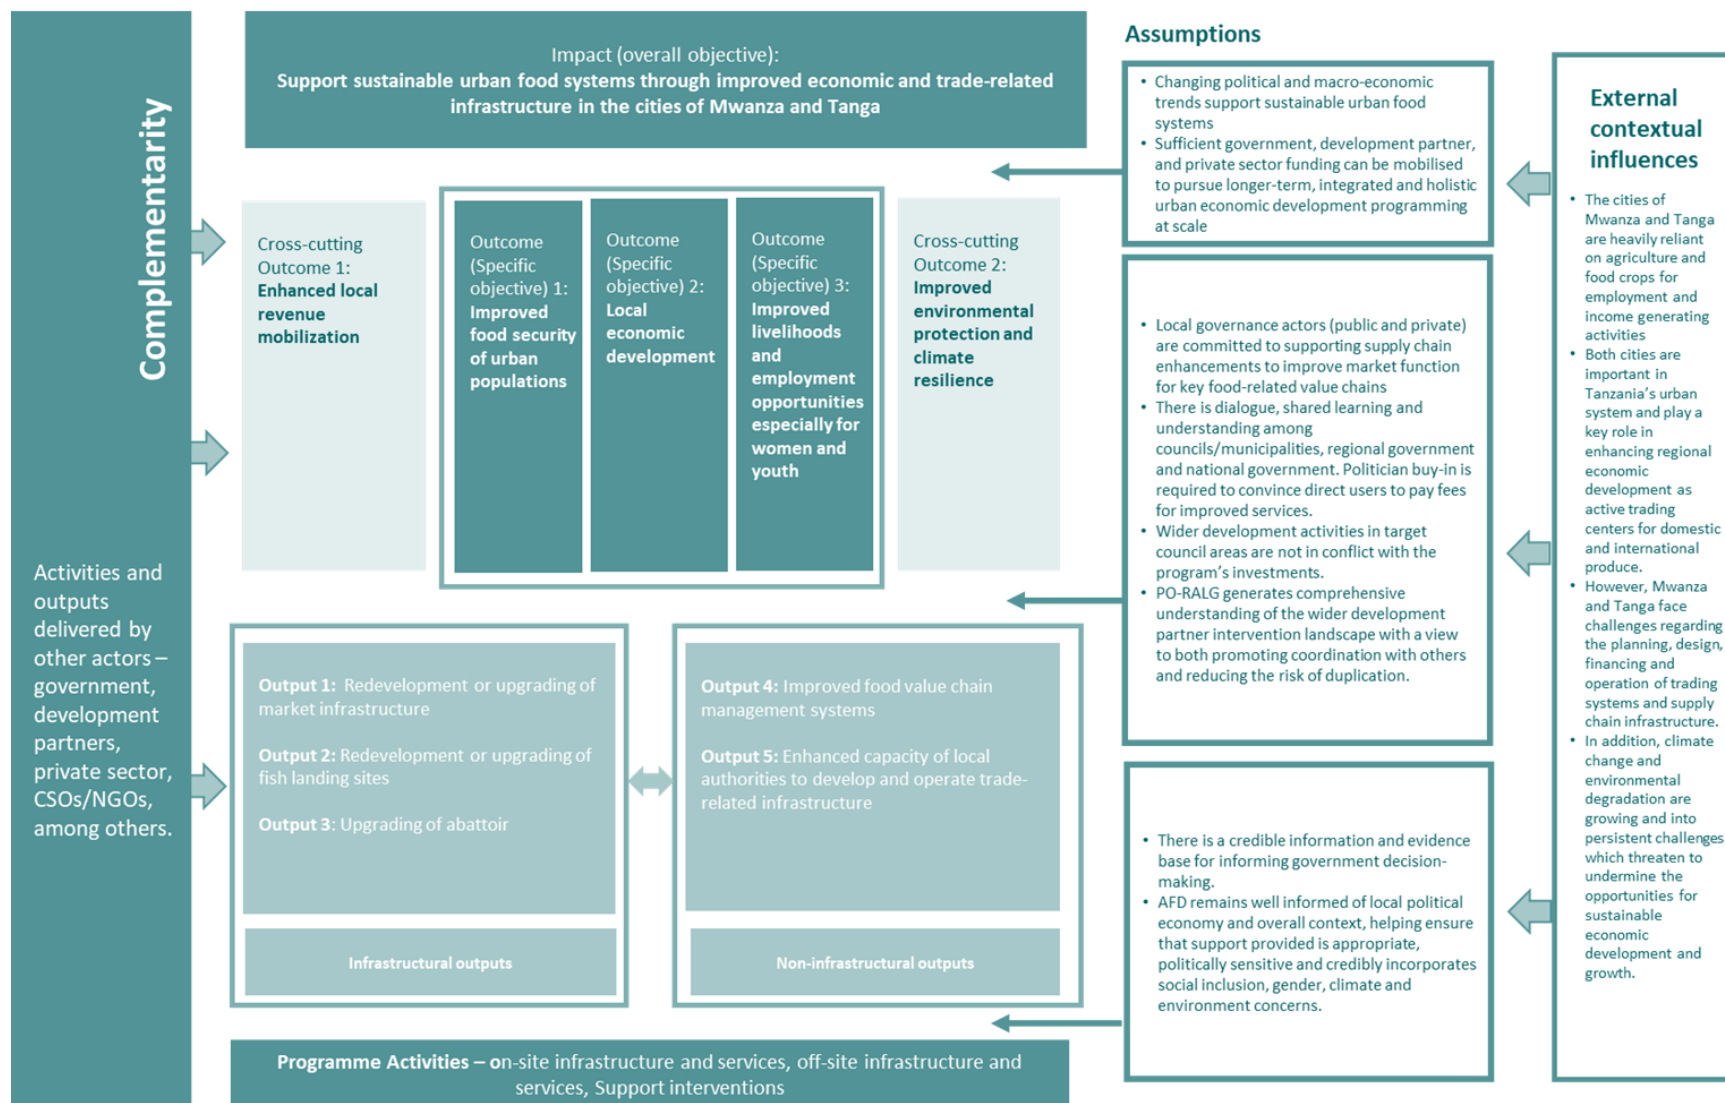 Complementarity
Activities and
outputs
delivered by
other actors –
government,
development
partners,
private sector,
CSOs/NGOs,
among others.
Impact (overall objective):
Support sustainable urban food systems through improved economic and trade-related
infrastructure in the cities of Mwanza and Tanga
Cross-cutting
Outcome 1:
Enhanced local
revenue
mobilization
Outcome
(Specific
objective) 1:
Improved
food security
of urban
populations
Outcome
(Specific
objective) 2:
Local
economic
development
Outcome
(Specific
objective) 3:
Improved
livelihoods
and
employment
opportunities
especially for
women and
youth
Cross-cutting
Outcome 2:
Improved
environmental
protection and
climate
resilience
Output 1: Redevelopment or upgrading of
market infrastructure
Output 2: Redevelopment or upgrading of
fish landing sites
Output 3: Upgrading of abattoir
Infrastructural outputs
Output 4: Improved food value chain
management systems
Output 5: Enhanced capacity of local
authorities to develop and operate trade-
related infrastructure
Non-infrastructural outputs
Programme Activities – on-site infrastructure and services, off-site infrastructure and
services, Support interventions
Assumptions
• Changing political and macro-economic
trends support sustainable urban food
systems
• Sufficient government, development partner,
and private sector funding can be mobilised
to pursue longer-term, integrated and holistic
urban economic development programming
at scale
• Local governance actors (public and private)
are committed to supporting supply chain
enhancements to improve market function
for key food-related value chains
• There is dialogue, shared learning and
understanding among
councils/municipalities, regional government
and national government. Politician buy-in is
required to convince direct users to pay fees
for improved services.
• Wider development activities in target
council areas are not in conflict with the
program's investments.
• PO-RALG generates comprehensive
understanding of the wider development
partner intervention landscape with a view
to both promoting coordination with others
and reducing the risk of duplication.
• There is a credible information and evidence
base for informing government decision-
making.
• AFD remains well informed of local political
economy and overall context, helping ensure
that support provided is appropriate,
politically sensitive and credibly incorporates
social inclusion, gender, climate and
environment concerns.
External
contextual
influences
• The cities of
Mwanza and Tanga
are heavily reliant
on agriculture and
food crops for
employment and
income generating
activities
• Both cities are
important in
Tanzania's urban
system and play a
key role in
enhancing regional
economic
development as
active trading
centers for domestic
and international
produce.
• However, Mwanza
and Tanga face
challenges regarding
the planning, design,
financing and
operation of trading
systems and supply
chain infrastructure.
• In addition, climate
change and
environmental
degradation are
growing and into
persistent challenges
which threaten to
undermine the
opportunities for
sustainable
economic
development and
growth.